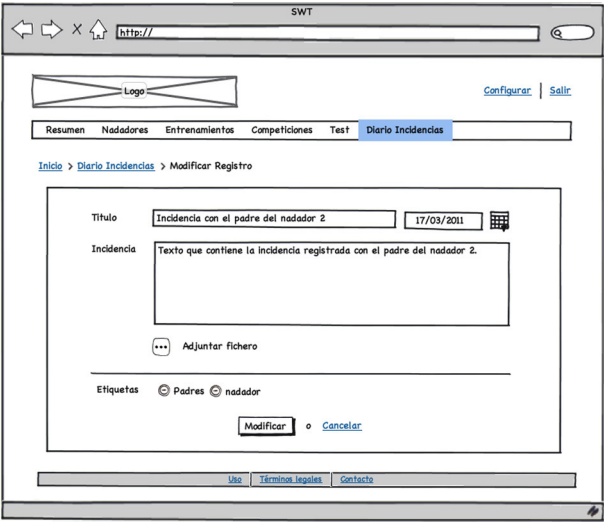 SWT
http://
Logo
Configurar Salir
Resumen Nadadores Entrenamientos Competiciones Test Diario Incidencias
Inicio > Diario Incidencias > Modificar Registro
Titulo Incidencia con el padre del nadador 2 17/03/2011
Incidencia Texto que contiene la incidencia registrada con el padre del nadador 2.
Adjuntar fichero
Etiquetas Padres nadador
Modificar o Cancelar
Uso Términos legales Contacto